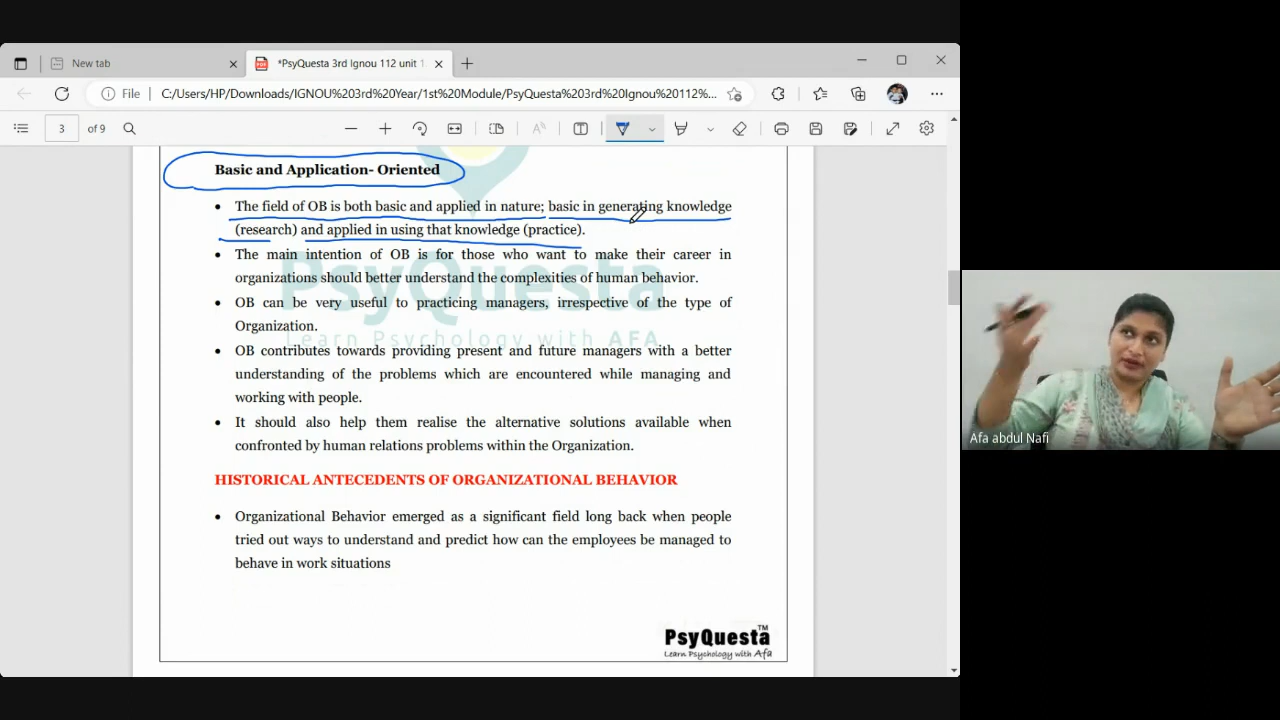 New tab
*PsyQuesta 3rd Ignou 112 unit 1
File C:/Users/HP/Downloads/IGNOU%203rd%20Year/1st%20Module/PsyQuesta%203rd%20Ignou%20112%...
3 of 9
Basic and Application- Oriented
• The field of OB is both basic and applied in nature; basic in generating knowledge
(research) and applied in using that knowledge (practice).
• The main intention of OB is for those who want to make their career in
organizations should better understand the complexities of human behavior.
• OB can be very useful to practicing managers, irrespective of the type of
Organization.
• OB contributes towards providing present and future managers with a better
understanding of the problems which are encountered while managing and
working with people.
• It should also help them realise the alternative solutions available when
confronted by human relations problems within the Organization.
HISTORICAL ANTECEDENTS OF ORGANIZATIONAL BEHAVIOR
• Organizational Behavior emerged as a significant field long back when people
tried out ways to understand and predict how can the employees be managed to
behave in work situations
PsyQuesta
Learn Psychology with AFA
PsyQuesta™
Learn Psychology with Afa
Afa abdul Nafi